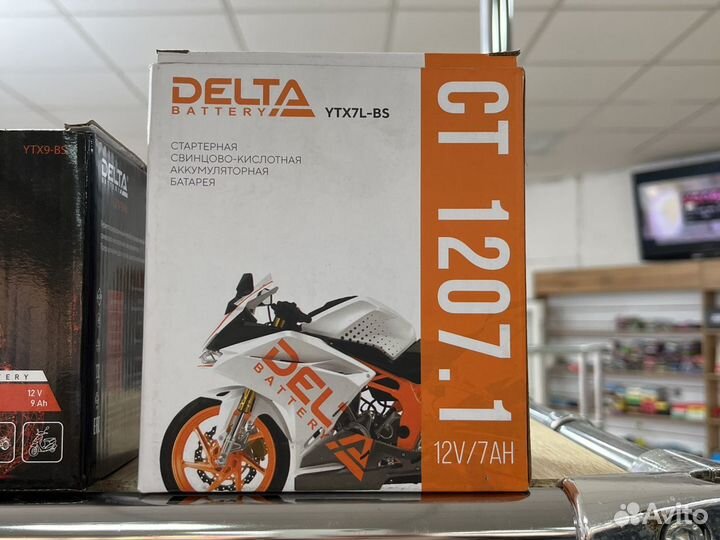 DELTA
BATTERY
YTX7L-BS
СТАРТЕРНАЯ
СВИНЦОВО-КИСЛОТНАЯ
АККУМУЛЯТОРНАЯ
БАТАРЕЯ
CT 1207.1
12V/7AH
DELTA
BATTERY
YTX9-BS
DELTA
TERY
12 V
9 Ah
Avito